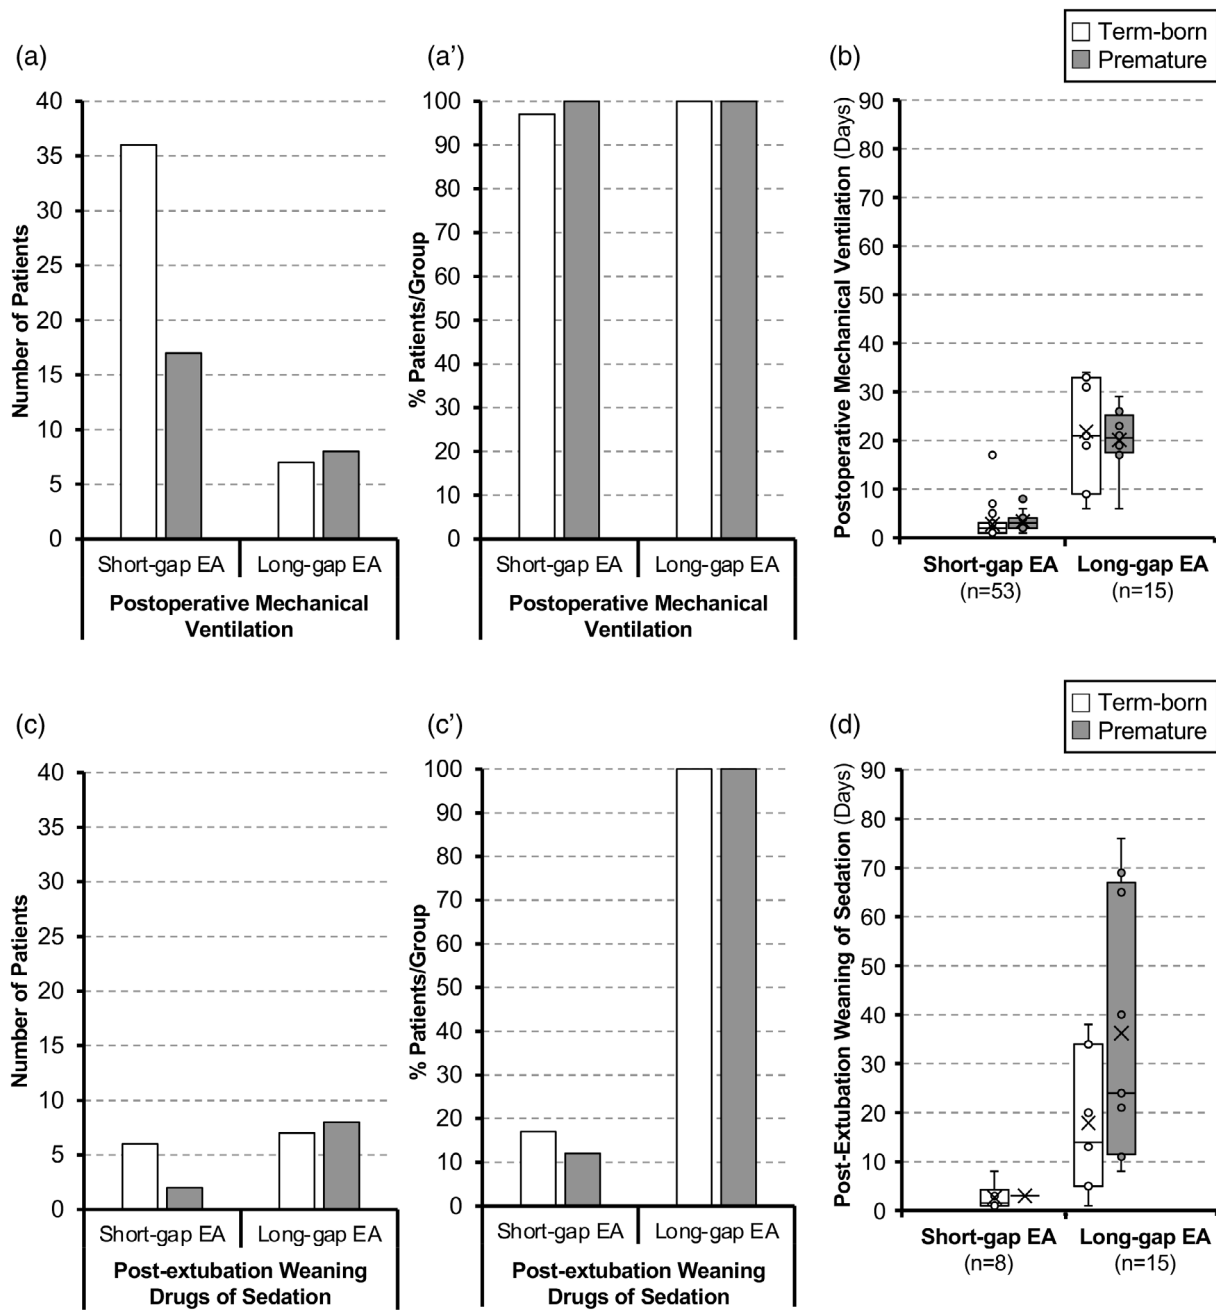 Term-born
Premature
(a)
40
35
30
25
20
15
10
5
0
Number of Patients
Short-gap EA
Long-gap EA
Postoperative Mechanical
Ventilation
(a’)
100
90
80
70
60
50
40
30
20
10
0
% Patients/Group
Short-gap EA
Long-gap EA
Postoperative Mechanical
Ventilation
(b)
90
80
70
60
50
40
30
20
10
0
Postoperative Mechanical Ventilation (Days)
Short-gap EA
(n=53)
Long-gap EA
(n=15)
Term-born
Premature
(c)
40
35
30
25
20
15
10
5
0
Number of Patients
Short-gap EA
Long-gap EA
Post-extubation Weaning
Drugs of Sedation
(c’)
100
90
80
70
60
50
40
30
20
10
0
% Patients/Group
Short-gap EA
Long-gap EA
Post-extubation Weaning
Drugs of Sedation
(d)
90
80
70
60
50
40
30
20
10
0
Post-Extubation Weaning of Sedation (Days)
Short-gap EA
(n=8)
Long-gap EA
(n=15)